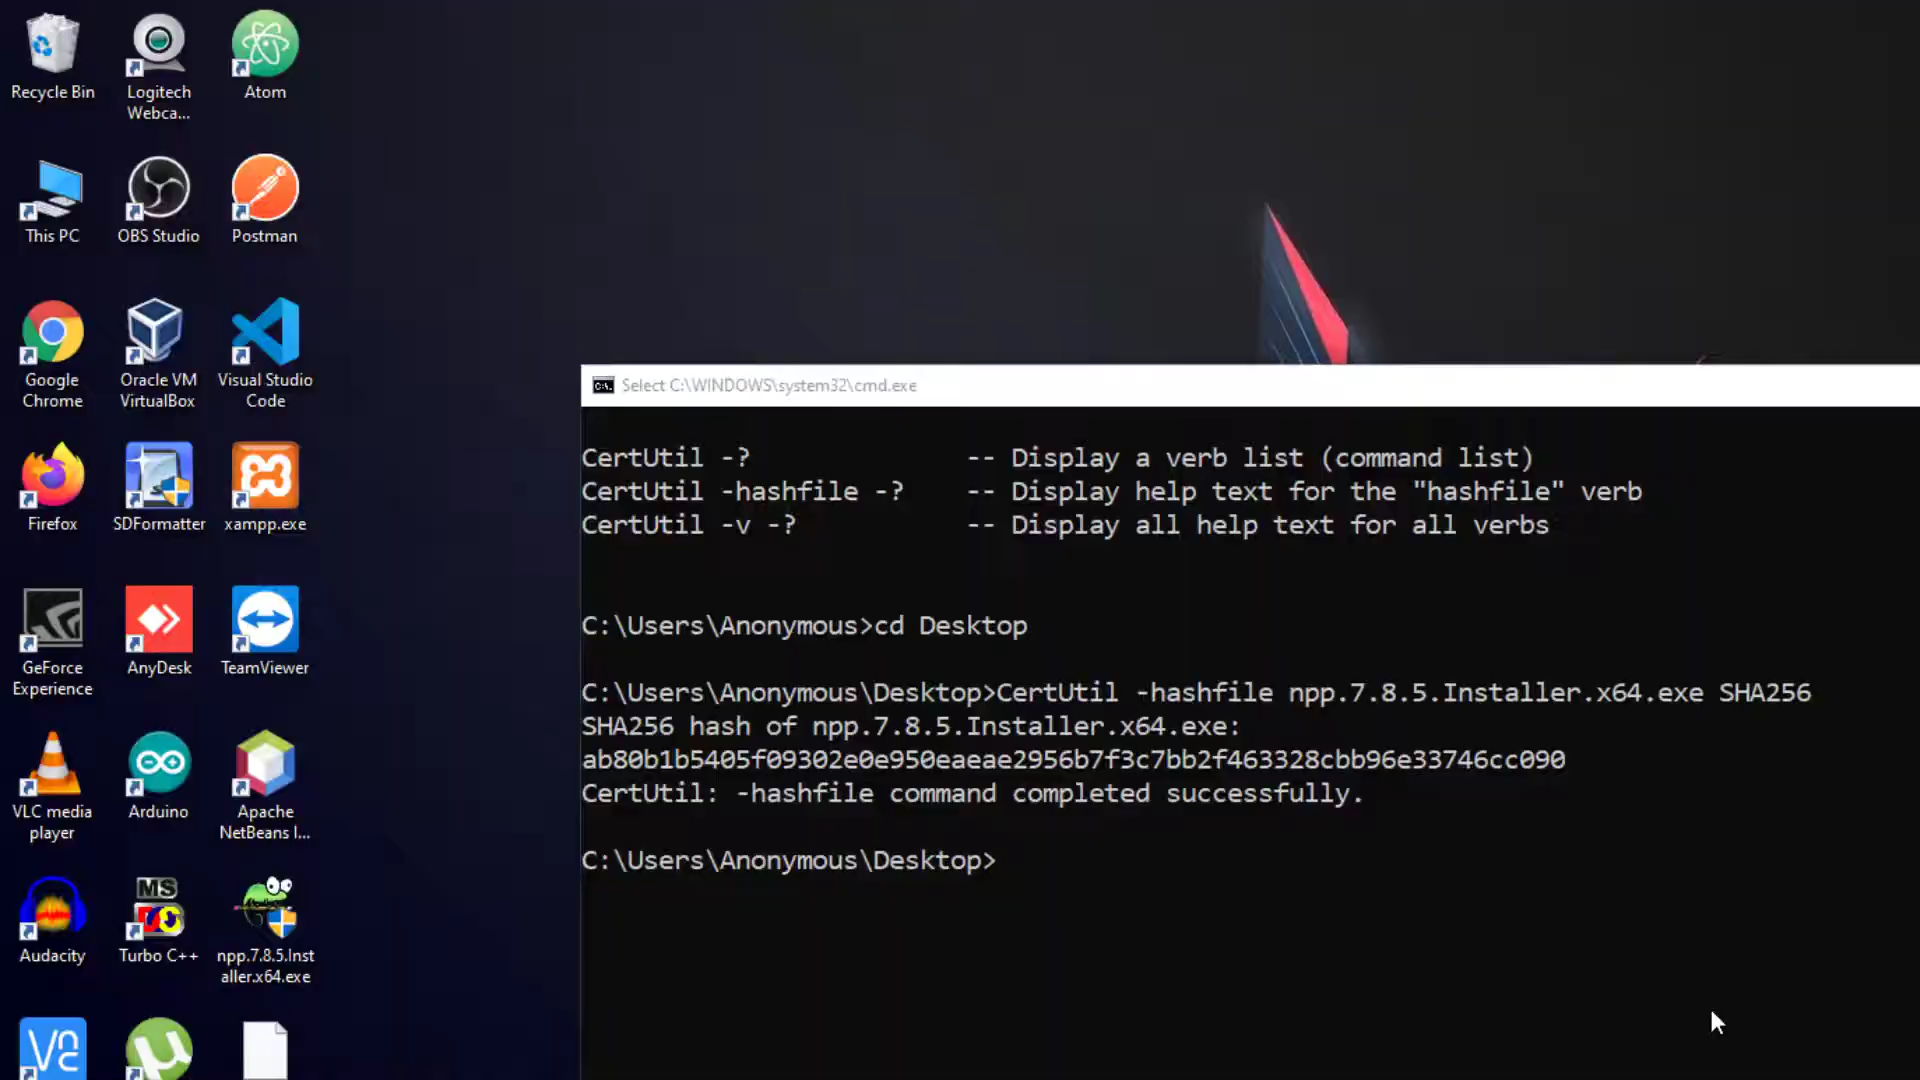 Recycle Bin
Logitech
Webca...
Atom
This PC
OBS Studio
Postman
Google
Chrome
Oracle VM
VirtualBox
Visual Studio
Code
Firefox
SDFormatter
xampp.exe
GeForce
Experience
AnyDesk
TeamViewer
VLC media
player
Arduino
Apache
NetBeans I...
Audacity
MS
DOS
Turbo C++
npp.7.8.5.Inst
aller.x64.exe
Select C:\WINDOWS\system32\cmd.exe
CertUtil -?              -- Display a verb list (command list)
CertUtil -hashfile -?    -- Display help text for the "hashfile" verb
CertUtil -v -?           -- Display all help text for all verbs
C:\Users\Anonymous>cd Desktop
C:\Users\Anonymous\Desktop>CertUtil -hashfile npp.7.8.5.Installer.x64.exe SHA256
SHA256 hash of npp.7.8.5.Installer.x64.exe:
ab80b1b5405f09302e0e950eaeae2956b7f3c7bb2f463328cbb96e33746cc090
CertUtil: -hashfile command completed successfully.
C:\Users\Anonymous\Desktop>